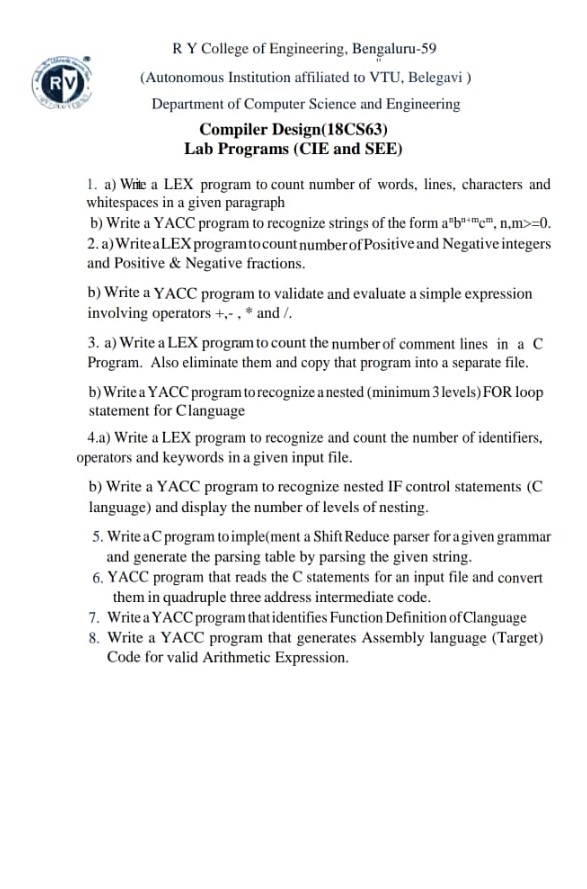 R Y College of Engineering, Bengaluru-59
(Autonomous Institution affiliated to VTU, Belegavi )
RV
Department of Computer Science and Engineering
Compiler Design(18CS63)
Lab Programs (CIE and SEE)
1. a) Write a LEX program to count number of words, lines, characters and
whitespaces in a given paragraph
b) Write a YACC program to recognize strings of the form aⁿbⁿ⁺ᵐcᵐ, n,m>=0.
2. a) Write a LEX program to count number of Positive and Negative integers
and Positive & Negative fractions.
b) Write a YACC program to validate and evaluate a simple expression
involving operators +,- , * and /.
3. a) Write a LEX program to count the number of comment lines in a C
Program. Also eliminate them and copy that program into a separate file.
b) Write a YACC program to recognize a nested (minimum 3 levels) FOR loop
statement for C language
4.a) Write a LEX program to recognize and count the number of identifiers,
operators and keywords in a given input file.
b) Write a YACC program to recognize nested IF control statements (C
language) and display the number of levels of nesting.
5. Write a C program to imple(ment a Shift Reduce parser for a given grammar
and generate the parsing table by parsing the given string.
6. YACC program that reads the C statements for an input file and convert
them in quadruple three address intermediate code.
7. Write a YACC program that identifies Function Definition of C language
8. Write a YACC program that generates Assembly language (Target)
Code for valid Arithmetic Expression.